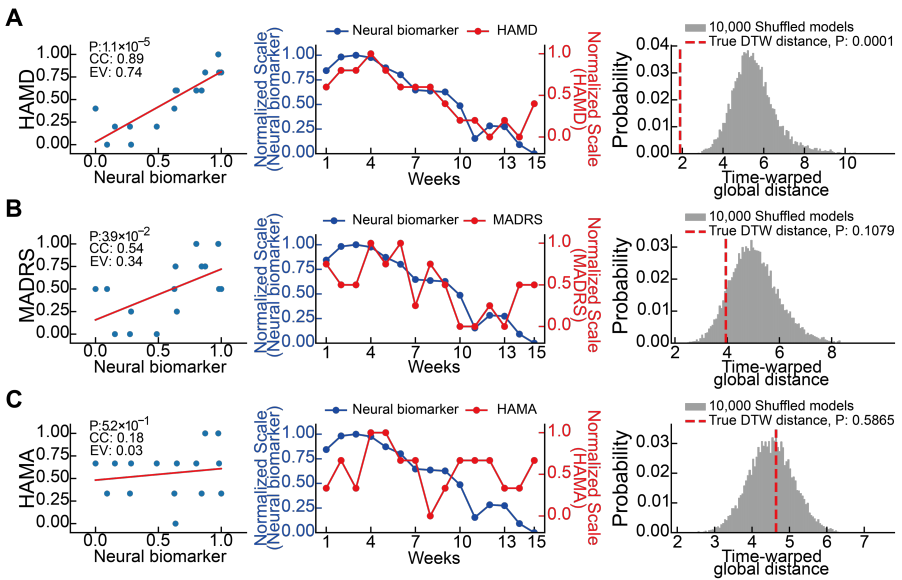 A
P:1.1×10⁻⁵
CC: 0.89
EV: 0.74
HAMD
1.00
0.75
0.50
0.25
0.00
0.0 0.5 1.0
Neural biomarker
Neural biomarker HAMD
Normalized Scale
(Neural biomarker)
1.00
0.75
0.50
0.25
0.00
1 4 7 10 13 15
Weeks
1.0
0.5
0.0
Normalized Scale
(HAMD)
10,000 Shuffled models
True DTW distance, P: 0.0001
Probability
0.04
0.03
0.02
0.01
0.00
2 4 6 8 10
Time-warped
global distance
B
P:3.9×10⁻²
CC: 0.54
EV: 0.34
MADRS
1.00
0.75
0.50
0.25
0.00
0.0 0.5 1.0
Neural biomarker
Neural biomarker MADRS
Normalized Scale
(Neural biomarker)
1.00
0.75
0.50
0.25
0.00
1 4 7 10 13 15
Weeks
1.0
0.5
0.0
Normalized Scale
(MADRS)
10,000 Shuffled models
True DTW distance, P: 0.1079
Probability
0.03
0.02
0.01
0.00
2 4 6 8
Time-warped
global distance
C
P:5.2×10⁻¹
CC: 0.18
EV: 0.03
HAMA
1.00
0.75
0.50
0.25
0.00
0.0 0.5 1.0
Neural biomarker
Neural biomarker HAMA
Normalized Scale
(Neural biomarker)
1.00
0.75
0.50
0.25
0.00
1 4 7 10 13 15
Weeks
1.0
0.5
0.0
Normalized Scale
(HAMA)
10,000 Shuffled models
True DTW distance, P: 0.5865
Probability
0.03
0.02
0.01
0.00
2 3 4 5 6 7
Time-warped
global distance